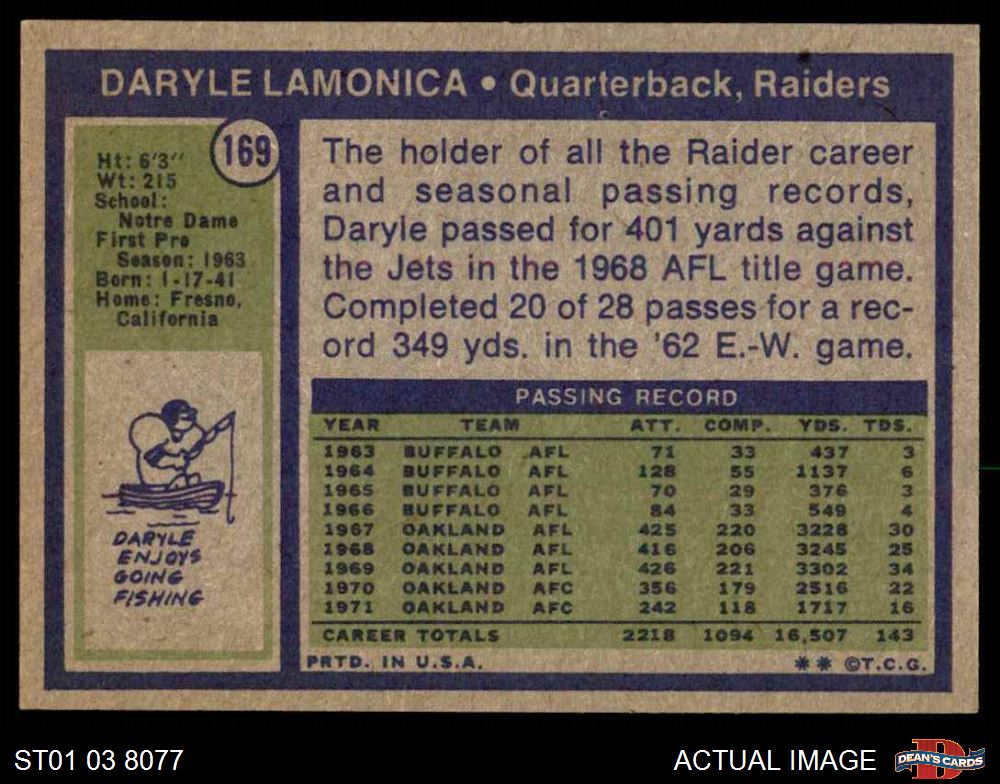 DARYLE LAMONICA • Quarterback, Raiders
169
Ht: 6'3''
Wt: 215
School:
Notre Dame
First Pro
Season: 1963
Born: 1-17-41
Home: Fresno,
California
DARYLE
ENJOYS
GOING
FISHING
The holder of all the Raider career
and seasonal passing records,
Daryle passed for 401 yards against
the Jets in the 1968 AFL title game.
Completed 20 of 28 passes for a rec-
ord 349 yds. in the '62 E.-W. game.
PASSING RECORD
YEAR TEAM ATT. COMP. YDS. TDS.
1963 BUFFALO AFL 71 33 437 3
1964 BUFFALO AFL 128 55 1137 6
1965 BUFFALO AFL 70 29 376 3
1966 BUFFALO AFL 84 33 549 4
1967 OAKLAND AFL 425 220 3228 30
1968 OAKLAND AFL 416 206 3245 25
1969 OAKLAND AFL 426 221 3302 34
1970 OAKLAND AFC 356 179 2516 22
1971 OAKLAND AFC 242 118 1717 16
CAREER TOTALS 2218 1094 16,507 143
PRTD. IN U.S.A. ** ©T.C.G.
ST01 03 8077
ACTUAL IMAGE
D
DEAN'S CARDS